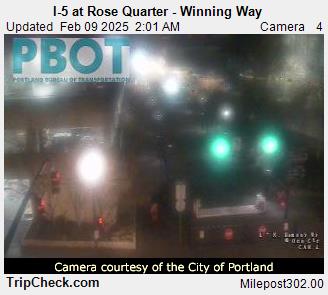 I-5 at Rose Quarter - Winning Way
Updated Feb 09 2025 2:01 AM Camera 4
PBOT
PORTLAND BUREAU OF TRANSPORTATION
Camera courtesy of the City of Portland
TripCheck.com Milepost302.00